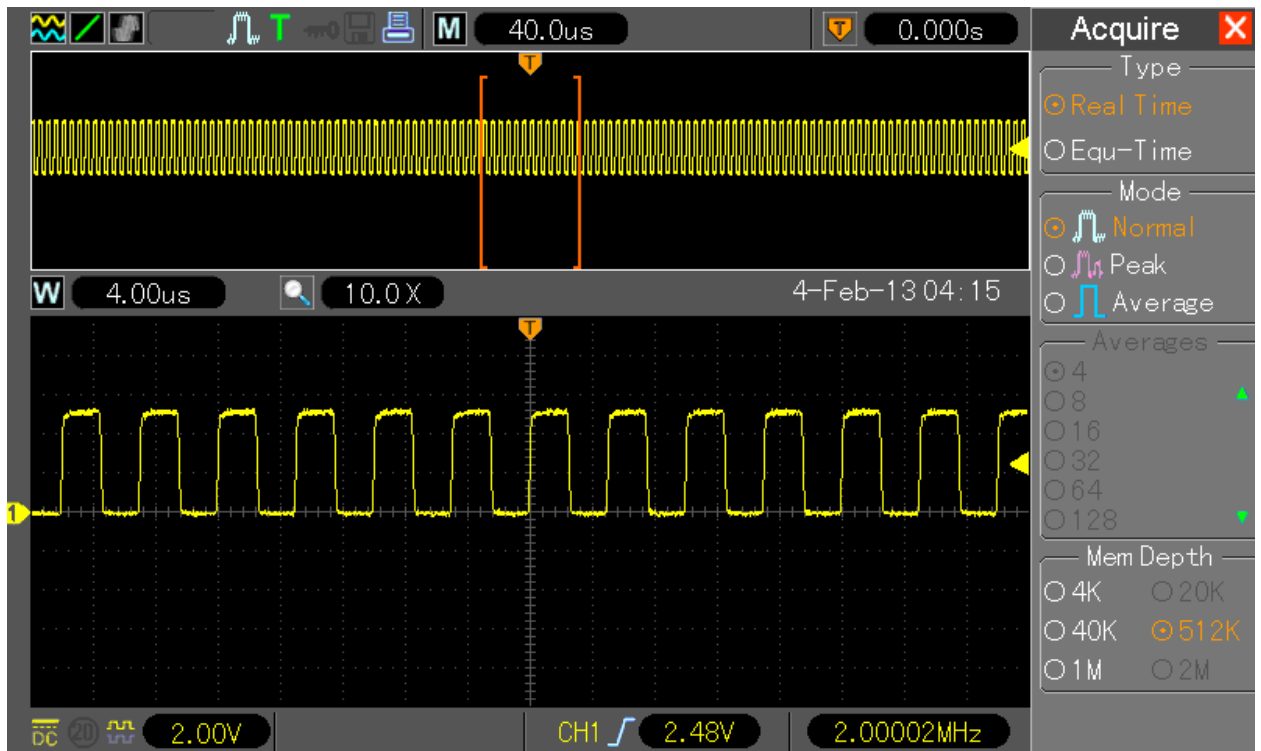 T M 40.0us T 0.000s
Acquire X
Type
Real Time
Equ-Time
Mode
Normal
Peak
Average
T
W 4.00us 10.0X 4-Feb-13 04:15
T
Averages
4
8
16
32
64
128
1
Mem Depth
4K 20K
40K 512K
1M 2M
DC 20 2.00V CH1 2.48V 2.00002MHz